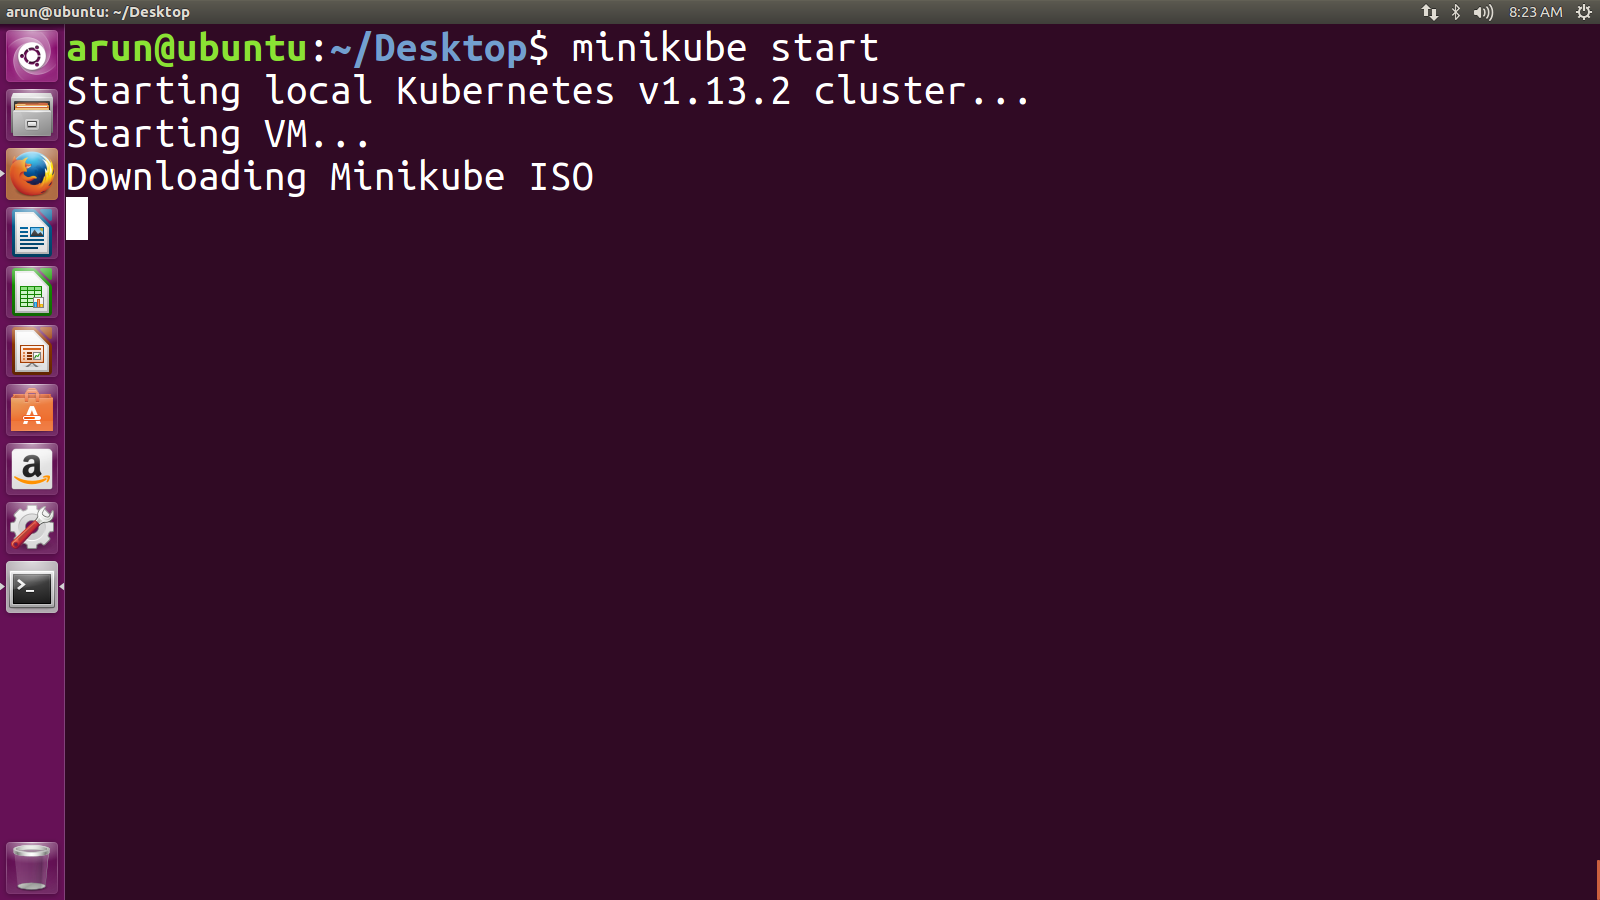 arun@ubuntu: ~/Desktop
8:23 AM
arun@ubuntu:~/Desktop$ minikube start
Starting local Kubernetes v1.13.2 cluster...
Starting VM...
Downloading Minikube ISO